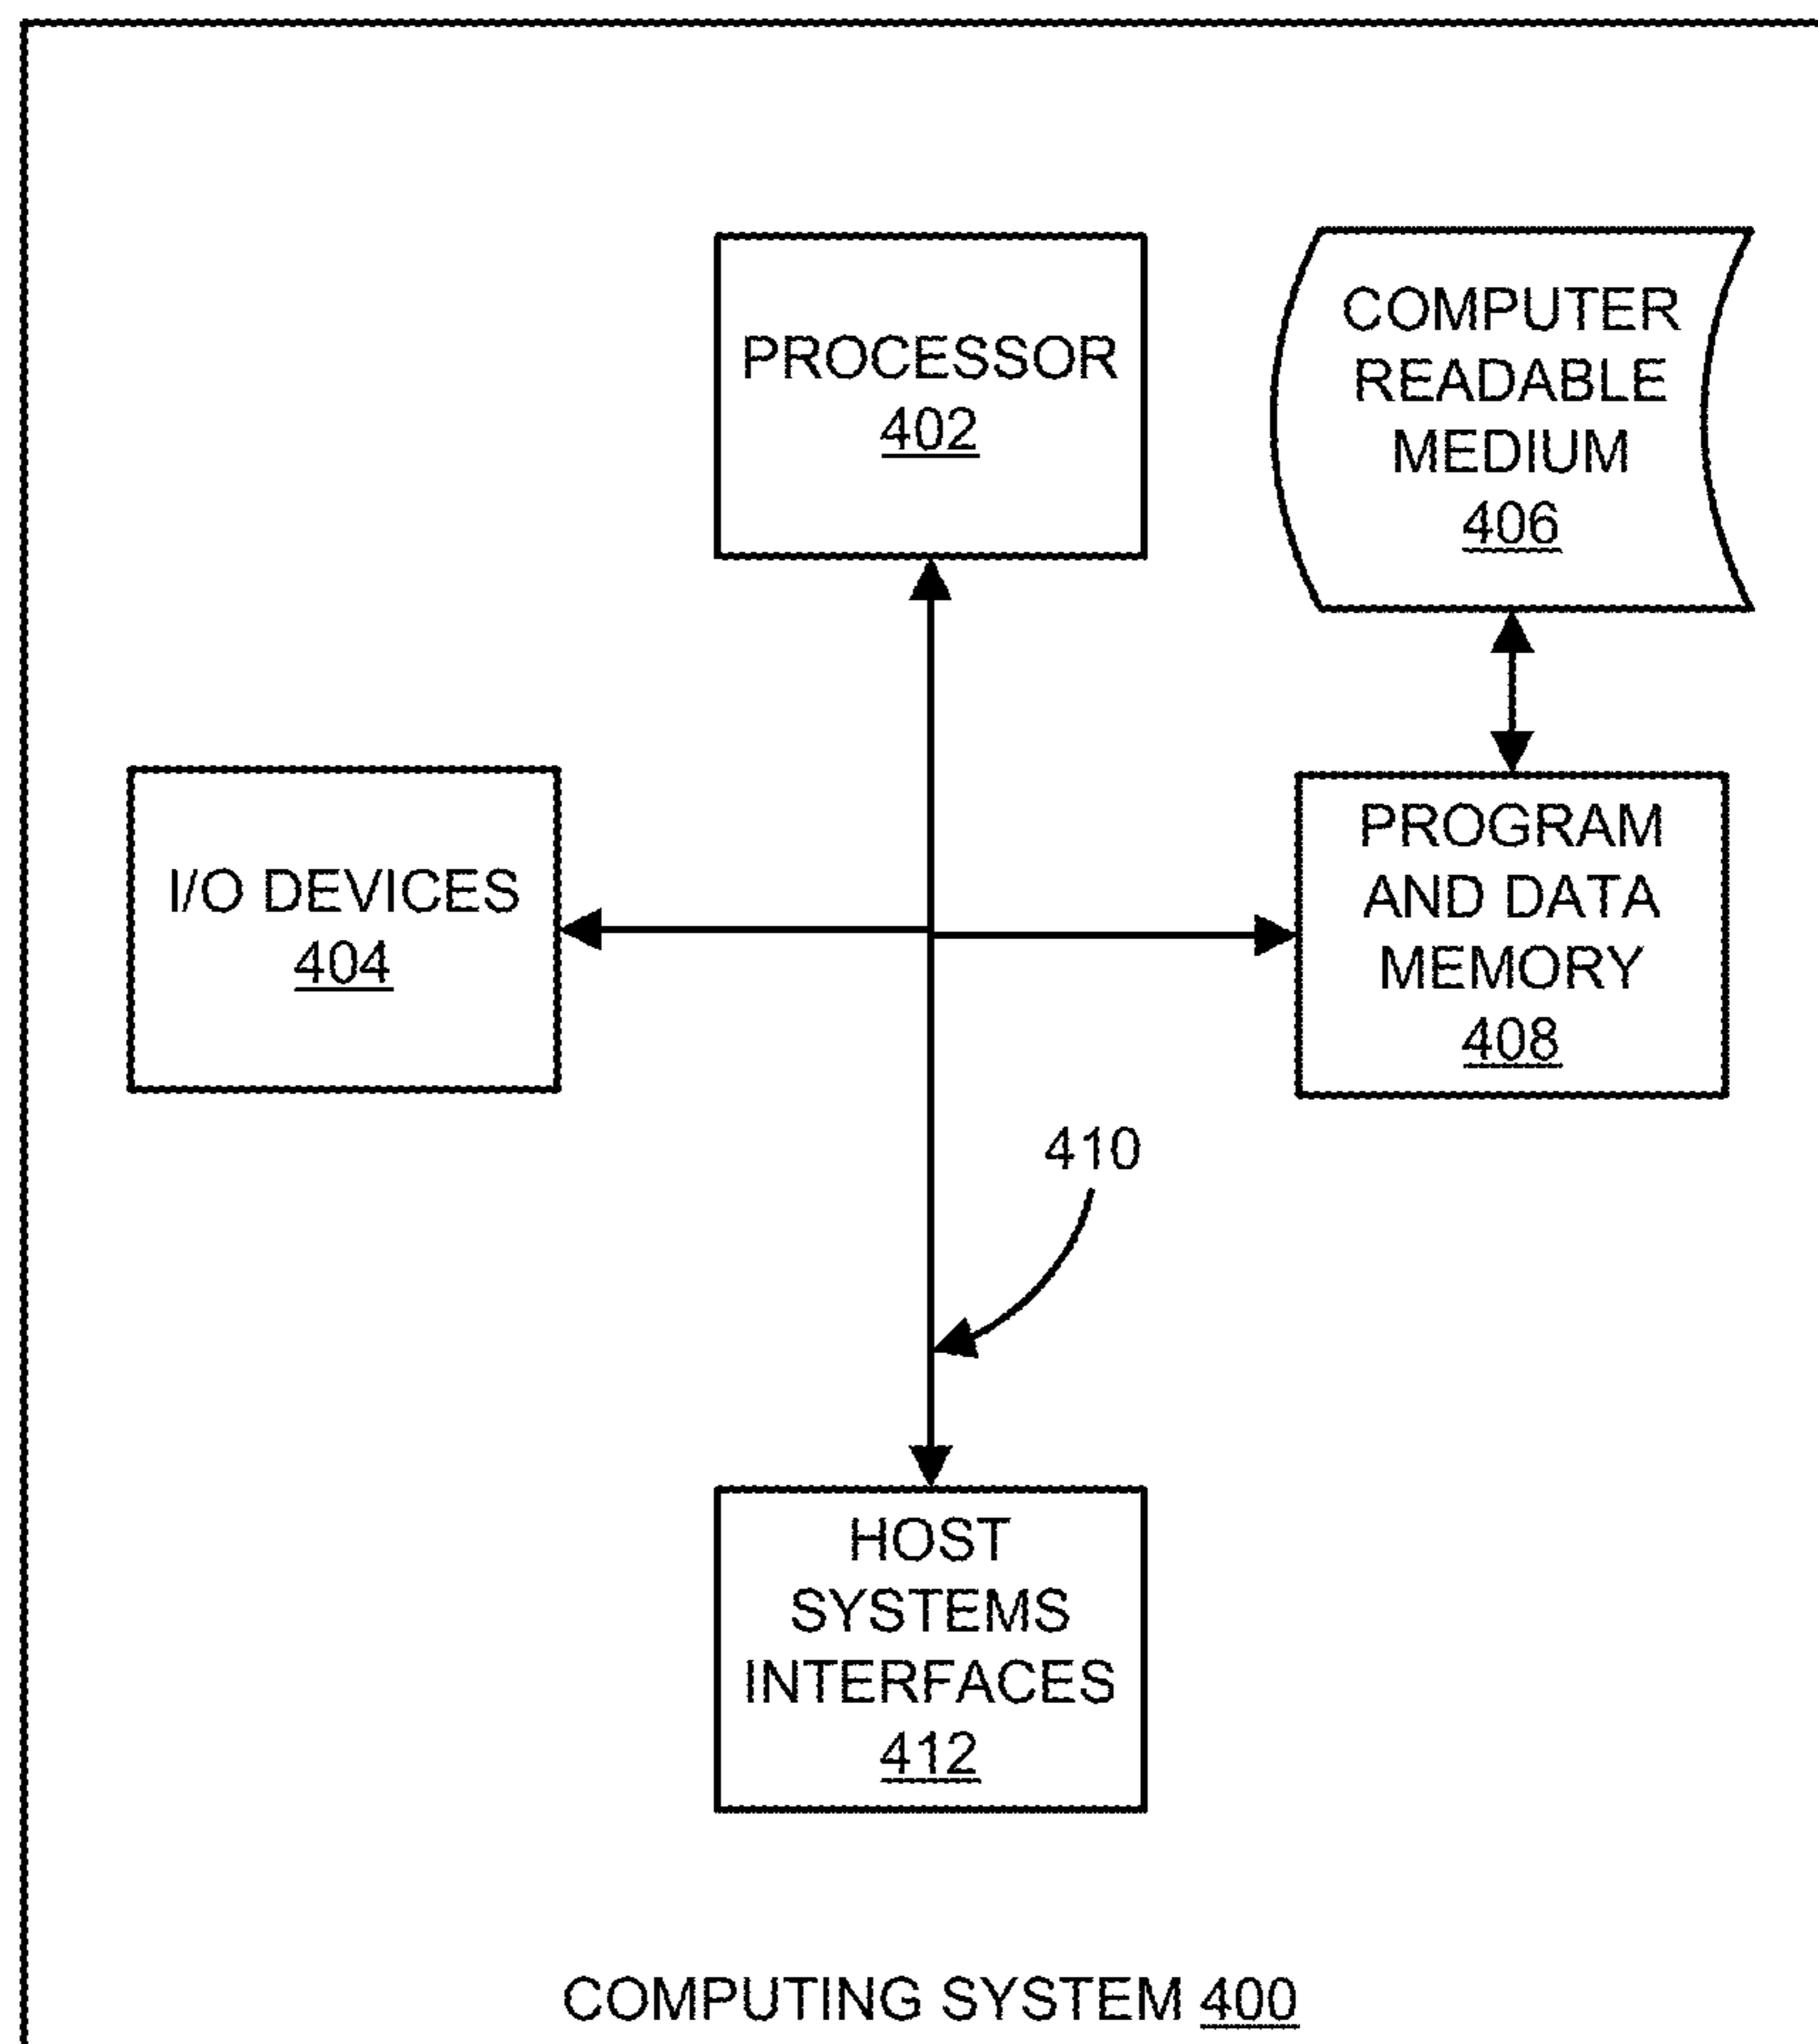 PROCESSOR
402
COMPUTER
READABLE
MEDIUM
406
I/O DEVICES
404
PROGRAM
AND DATA
MEMORY
408
410
HOST
SYSTEMS
INTERFACES
412
COMPUTING SYSTEM 400